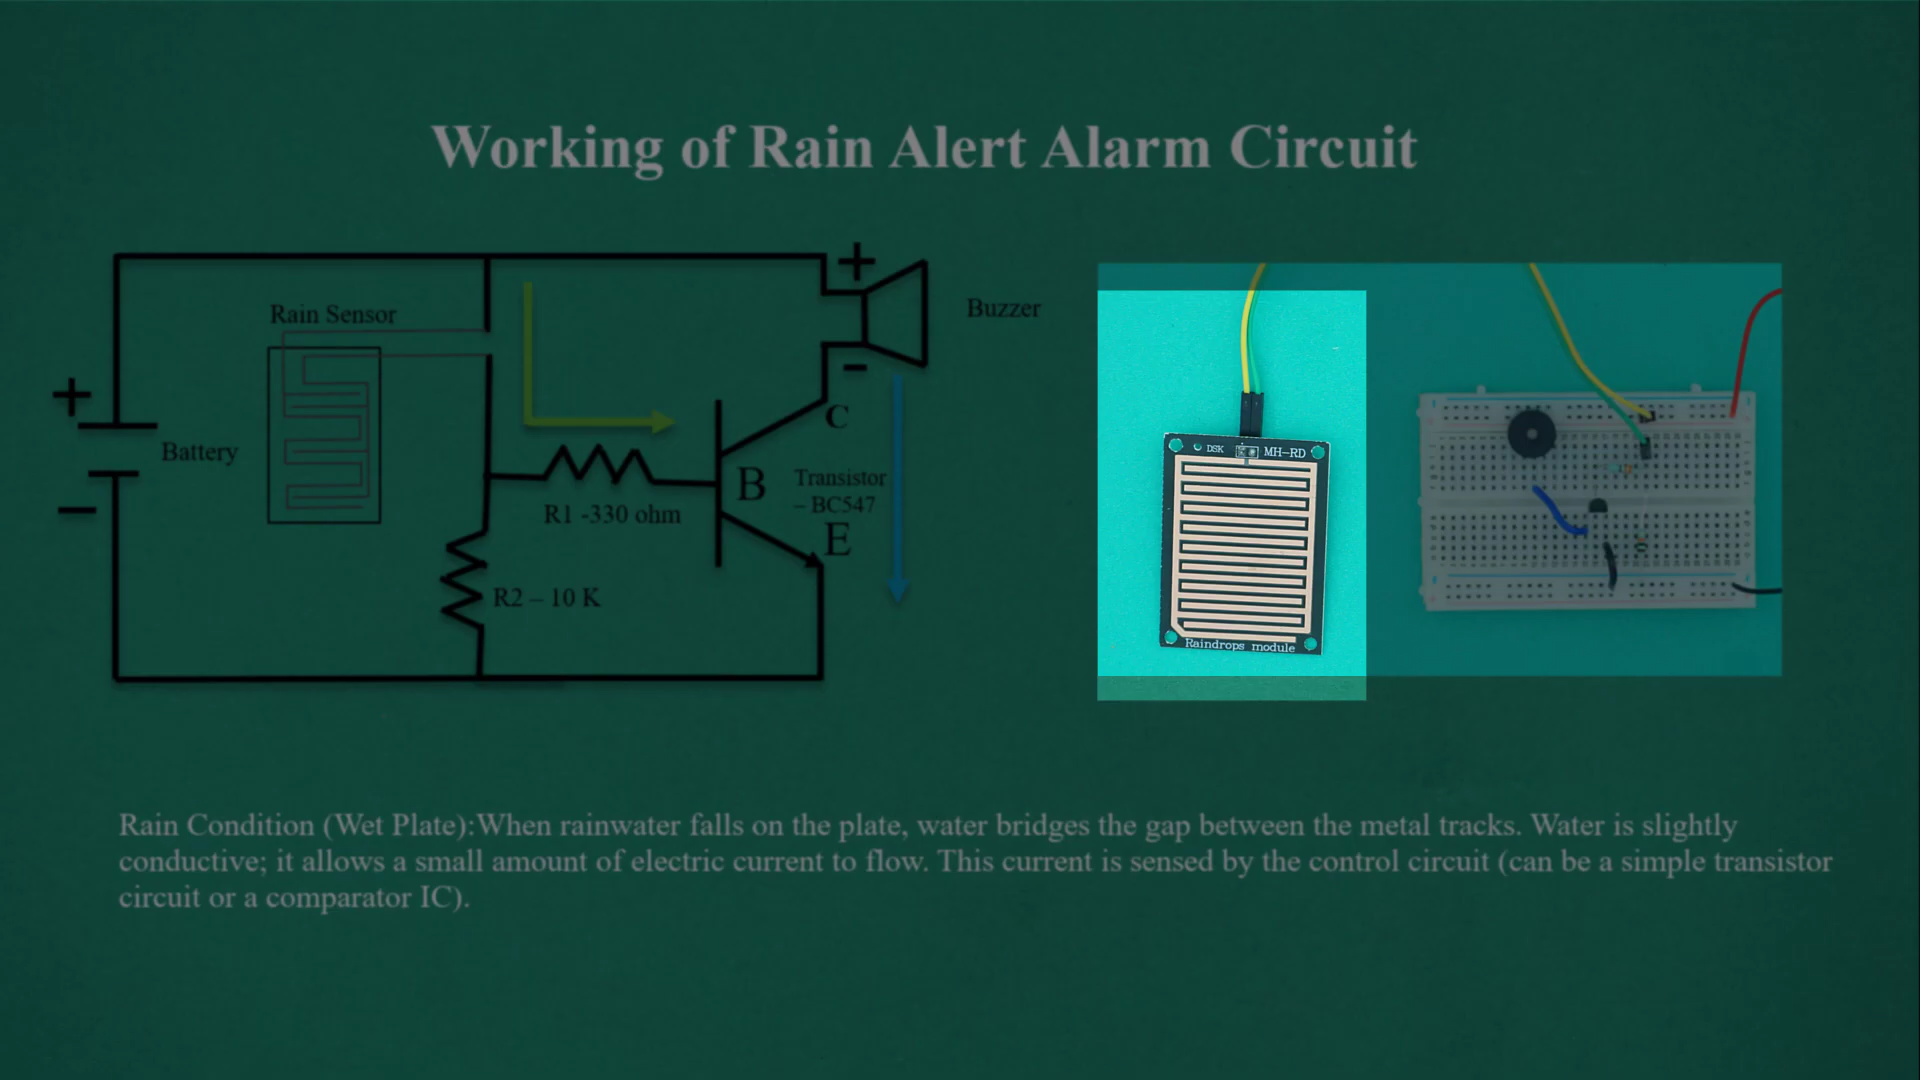 Working of Rain Alert Alarm Circuit
+
Buzzer
Rain Sensor
-
C
+
Battery
B
Transistor
– BC547
R1 -330 ohm
E
-
R2 – 10 K
DSK
MH-RD
Raindrops module
Rain Condition (Wet Plate):When rainwater falls on the plate, water bridges the gap between the metal tracks. Water is slightly
conductive; it allows a small amount of electric current to flow. This current is sensed by the control circuit (can be a simple transistor
circuit or a comparator IC).